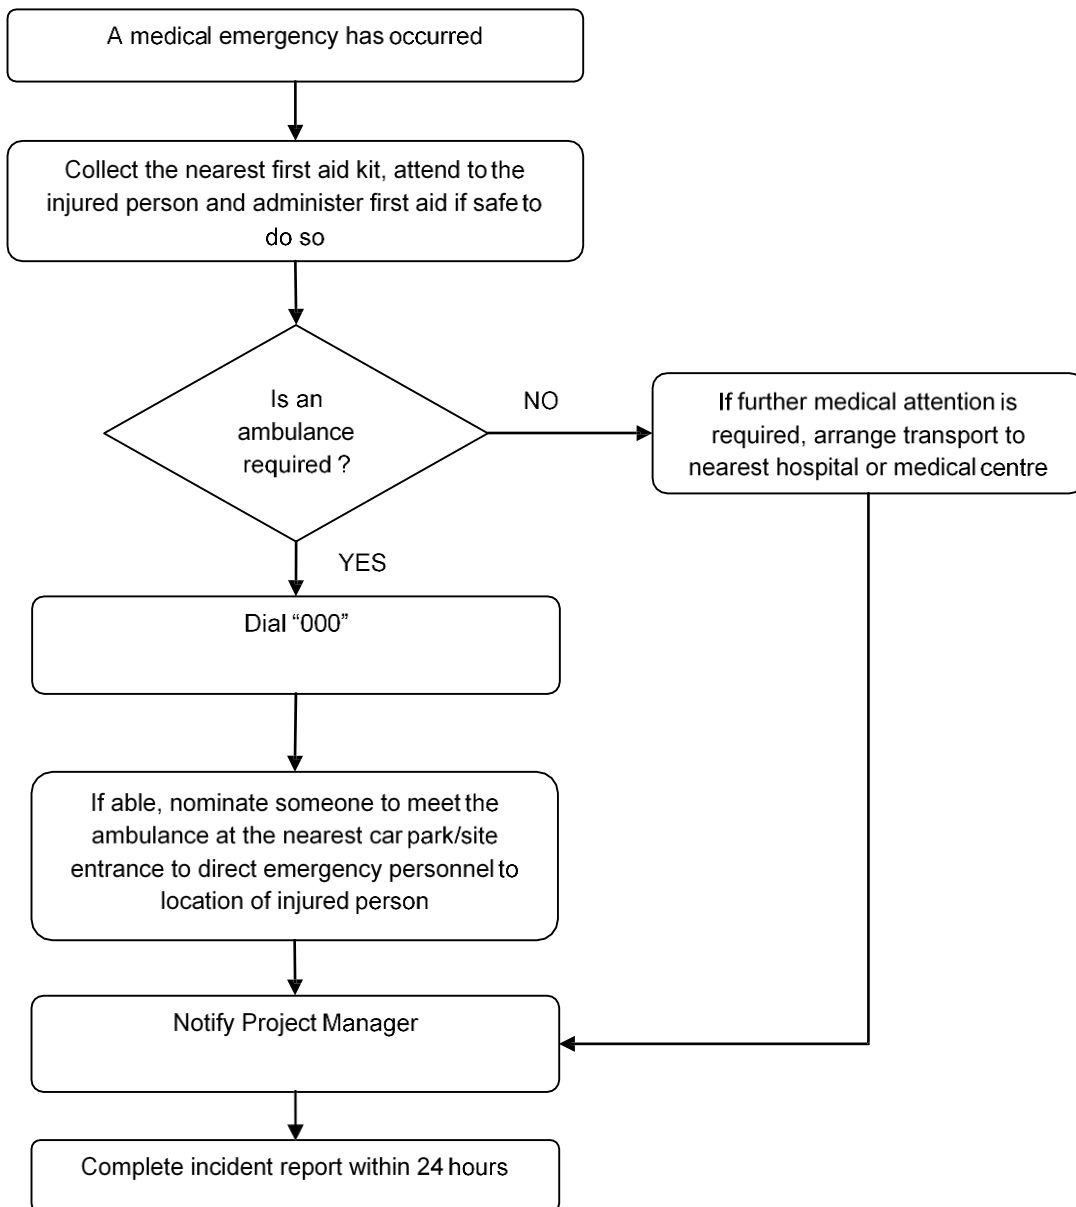 A medical emergency has occurred
Collect the nearest first aid kit, attend to the
injured person and administer first aid if safe to
do so
Is an
ambulance
required ?
NO
If further medical attention is
required, arrange transport to
nearest hospital or medical centre
YES
Dial “000”
If able, nominate someone to meet the
ambulance at the nearest car park/site
entrance to direct emergency personnel to
location of injured person
Notify Project Manager
Complete incident report within 24 hours